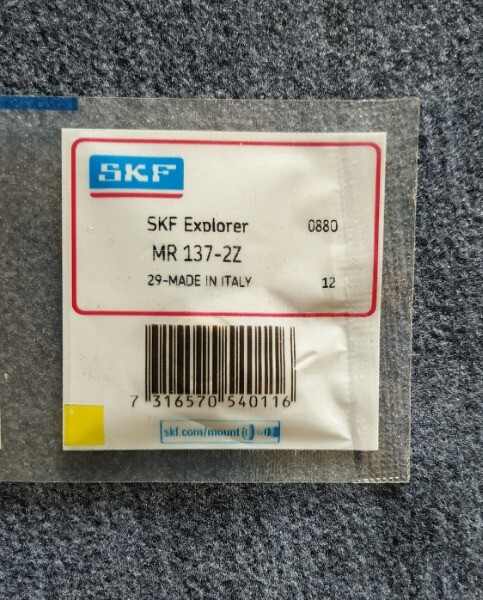 SKF
SKF Explorer 0880
MR 137-2Z
29-MADE IN ITALY 12
7 316570 540116
skf.com/mount